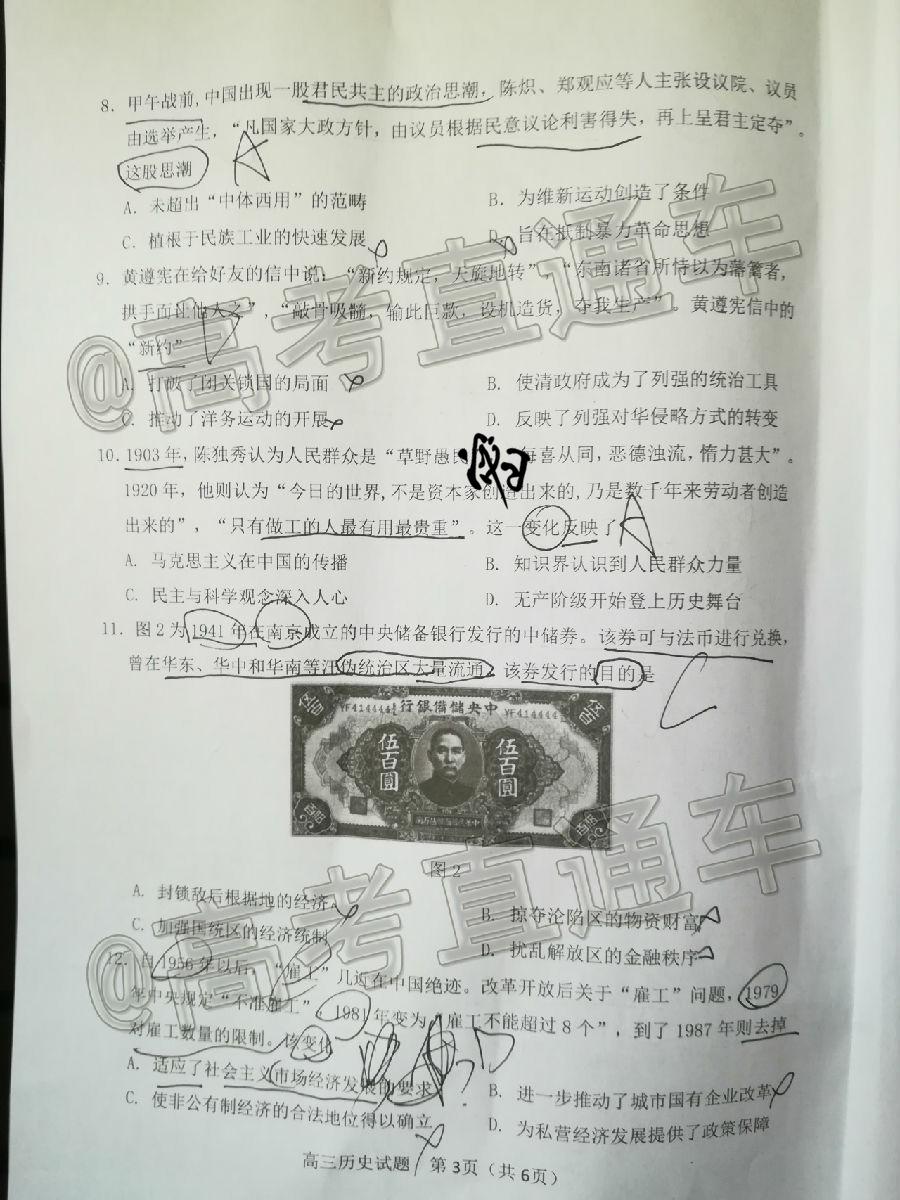 8. 甲午战前,中国出现一股君民共主的政治思潮,陈炽、郑观应等人主张设议院、议员
由选举产生，“凡国家大政方针，由议员根据民意议论利害得失，再上呈君主定夺”。
这股思潮
A
A. 未超出“中体西用”的范畴
B. 为维新运动创造了条件
C. 植根于民族工业的快速发展
D. 旨在抵制暴力革命思想
9. 黄遵宪在给好友的信中说：“新约规定，天旋地转”“东南诸省所恃以为藩篱者，
拱手而让他人之”，“敲骨吸髓，输此巨款，设机造货，夺我生产”。黄遵宪信中的
“新约”
D
A. 打破了闭关锁国的局面
B. 使清政府成为了列强的统治工具
C. 推动了洋务运动的开展
D. 反映了列强对华侵略方式的转变
10. 1903年，陈独秀认为人民群众是“草野愚民 海喜从同，恶德浊流，惰力甚大”。
1920年，他则认为“今日的世界,不是资本家创造出来的,乃是数千年来劳动者创造
出来的”，“只有做工的人最有用最贵重”。这一变化反映了
A
A. 马克思主义在中国的传播
B. 知识界认识到人民群众力量
C. 民主与科学观念深入人心
D. 无产阶级开始登上历史舞台
11. 图2为1941年在南京成立的中央储备银行发行的中储券。该券可与法币进行兑换,
曾在华东、华中和华南等汪伪统治区大量流通。该券发行的目的是
C
行銀備儲央中
YF414444
YF414444
伍百圓
伍百圓
图2
A. 封锁敌后根据地的经济
B. 掠夺沦陷区的物资财富
C. 加强国统区的经济统制
D. 扰乱解放区的金融秩序
12. 自1956年以后，“雇工”几近在中国绝迹。改革开放后关于“雇工”问题，1979
年中央规定“不准雇工”，1981年变为“雇工不能超过8个”，到了1987年则去掉
对雇工数量的限制。该变化
D
A. 适应了社会主义市场经济发展的要求
?
B. 进一步推动了城市国有企业改革
C. 使非公有制经济的合法地位得以确立
D. 为私营经济发展提供了政策保障
高三历史试题 第3页（共6页）
@高考直通车
@高考直通车